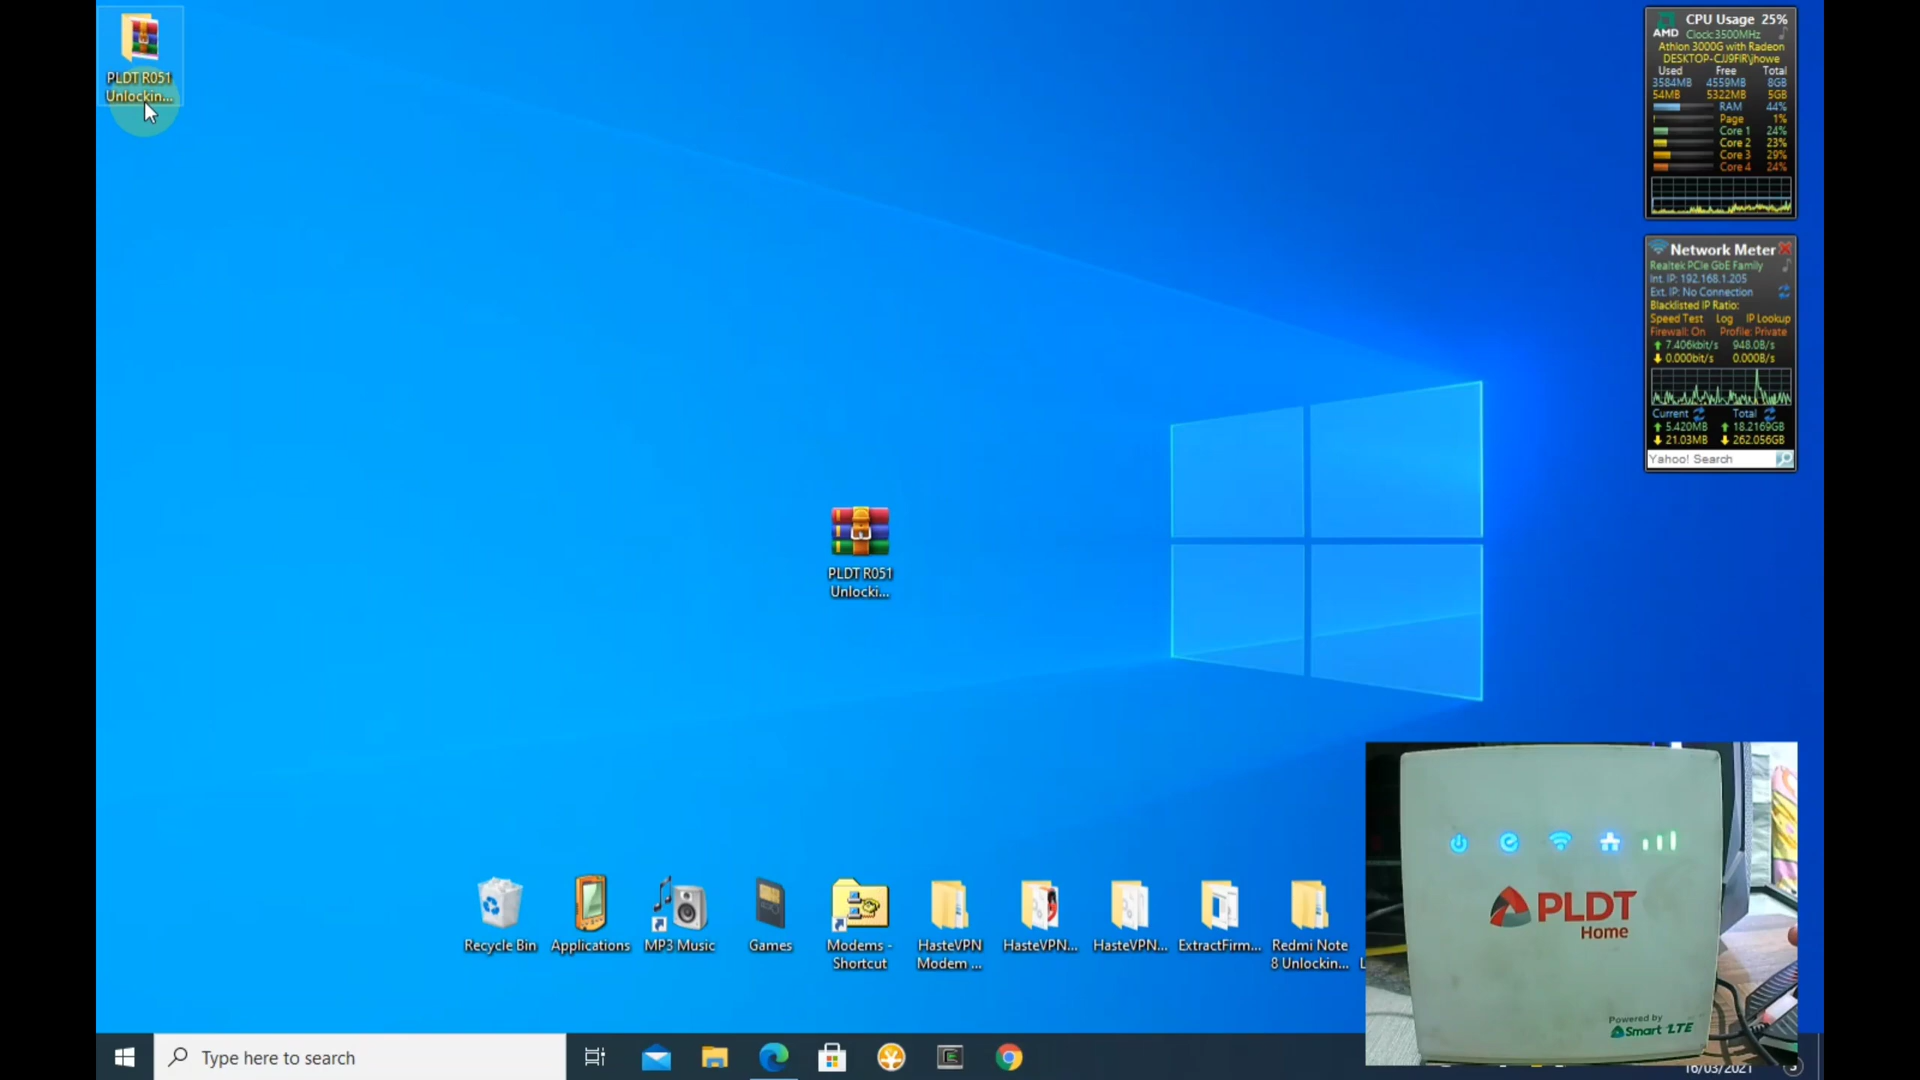 PLDT R051
Unlockin...
CPU Usage 25%
AMD
Clock: 3500MHz
Athlon 3000G with Radeon
DESKTOP-CJJ9FIR\jhowe
Used Free Total
3584MB 4559MB 8GB
54MB 5322MB 5GB
RAM 44%
Page 1%
Core 1 24%
Core 2 23%
Core 3 29%
Core 4 24%
Network Meter
Realtek PCIe GbE Family
Int. IP: 192.168.1.205
Ext. IP: No Connection
Blacklisted IP Ratio:
Speed Test Log IP Lookup
Firewall: On Profile: Private
7.406kbit/s 948.0B/s
0.000bit/s 0.000B/s
Current Total
5.420MB 18.2169GB
21.03MB 262.056GB
Yahoo! Search
PLDT R051
Unlocki...
Recycle Bin
Applications
MP3 Music
Games
Modems -
Shortcut
HasteVPN
Modem ...
HasteVPN...
HasteVPN...
ExtractFirm...
Redmi Note
8 Unlockin...
PLDT
Home
Powered by
Smart LTE
Type here to search
16/03/2021